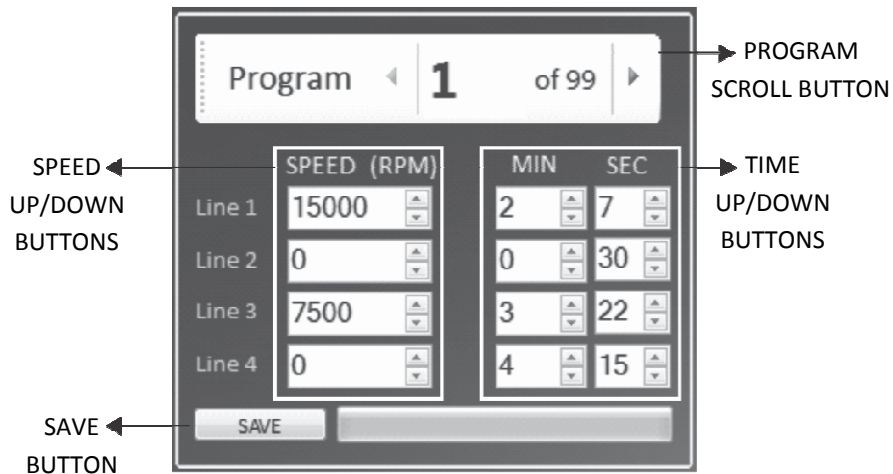 Program 1 of 99
PROGRAM
SCROLL BUTTON
SPEED
UP/DOWN
BUTTONS
SPEED (RPM) MIN SEC
Line 1 15000 2 7
Line 2 0 0 30
Line 3 7500 3 22
Line 4 0 4 15
TIME
UP/DOWN
BUTTONS
SAVE
SAVE
BUTTON